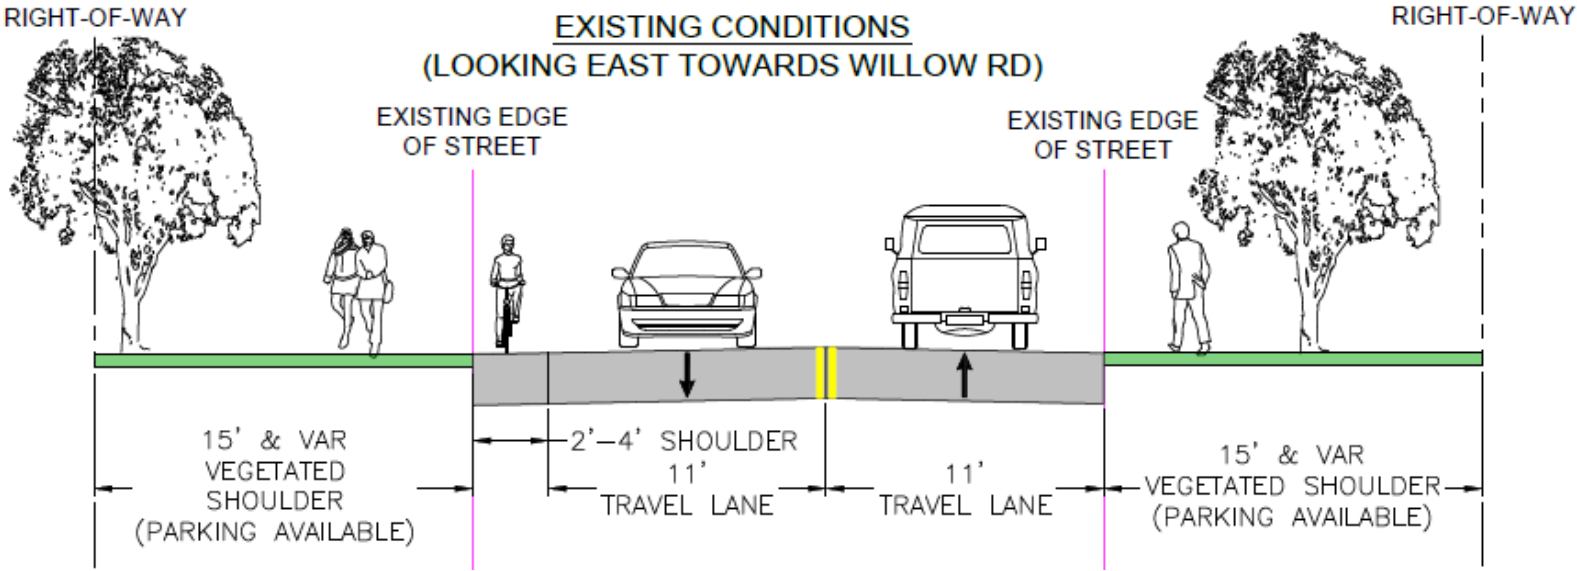 RIGHT-OF-WAY
EXISTING CONDITIONS
(LOOKING EAST TOWARDS WILLOW RD)
RIGHT-OF-WAY
EXISTING EDGE
OF STREET
EXISTING EDGE
OF STREET
15' & VAR
VEGETATED
SHOULDER
(PARKING AVAILABLE)
2'-4' SHOULDER
11'
TRAVEL LANE
11'
TRAVEL LANE
15' & VAR
VEGETATED SHOULDER
(PARKING AVAILABLE)